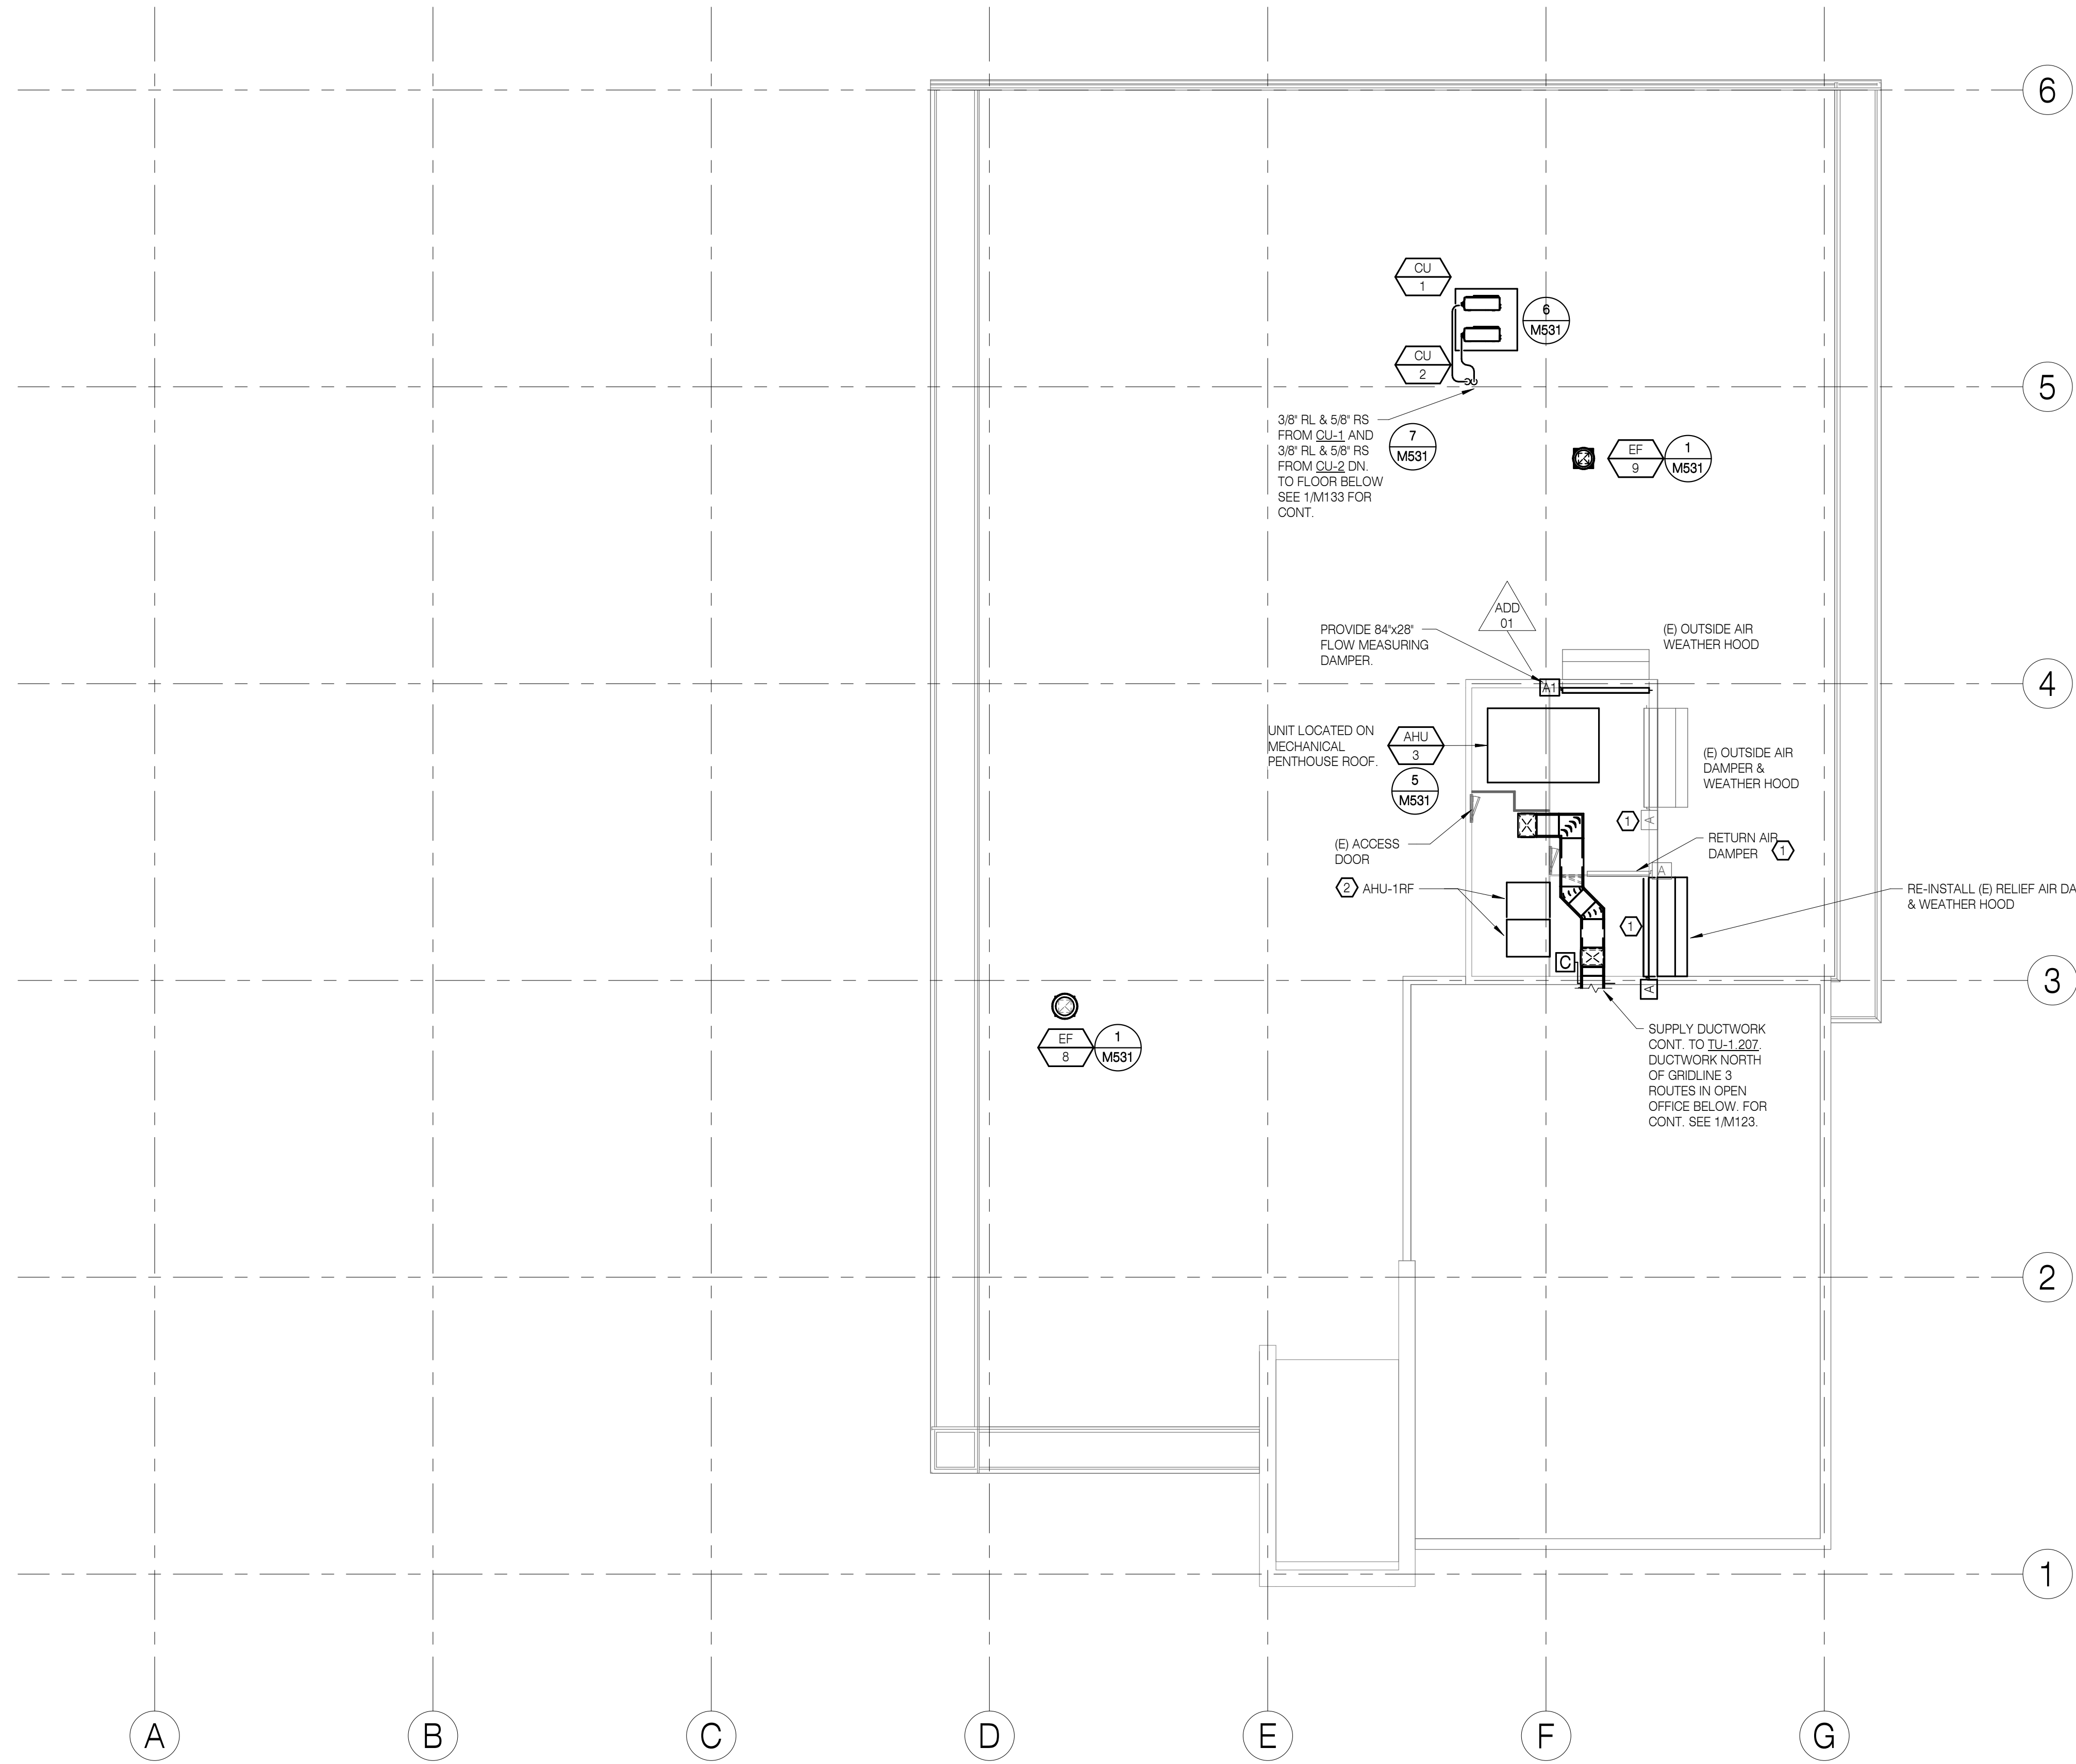 6
CU
1
6
M531
CU
2
5
3/8" RL & 5/8" RS
FROM CU-1 AND
3/8" RL & 5/8" RS
FROM CU-2 DN.
TO FLOOR BELOW
SEE 1/M133 FOR
CONT.
7
M531
EF
9
1
M531
ADD
01
PROVIDE 84"x28"
FLOW MEASURING
DAMPER.
(E) OUTSIDE AIR
WEATHER HOOD
A1
4
UNIT LOCATED ON
MECHANICAL
PENTHOUSE ROOF.
AHU
3
5
M531
(E) OUTSIDE AIR
DAMPER &
WEATHER HOOD
1
A
(E) ACCESS
DOOR
RETURN AIR
DAMPER
1
A
2
AHU-1RF
RE-INSTALL (E) RELIEF AIR DA
& WEATHER HOOD
1
C
A
3
EF
8
1
M531
SUPPLY DUCTWORK
CONT. TO TU-1.207.
DUCTWORK NORTH
OF GRIDLINE 3
ROUTES IN OPEN
OFFICE BELOW. FOR
CONT. SEE 1/M123.
2
1
A
B
C
D
E
F
G